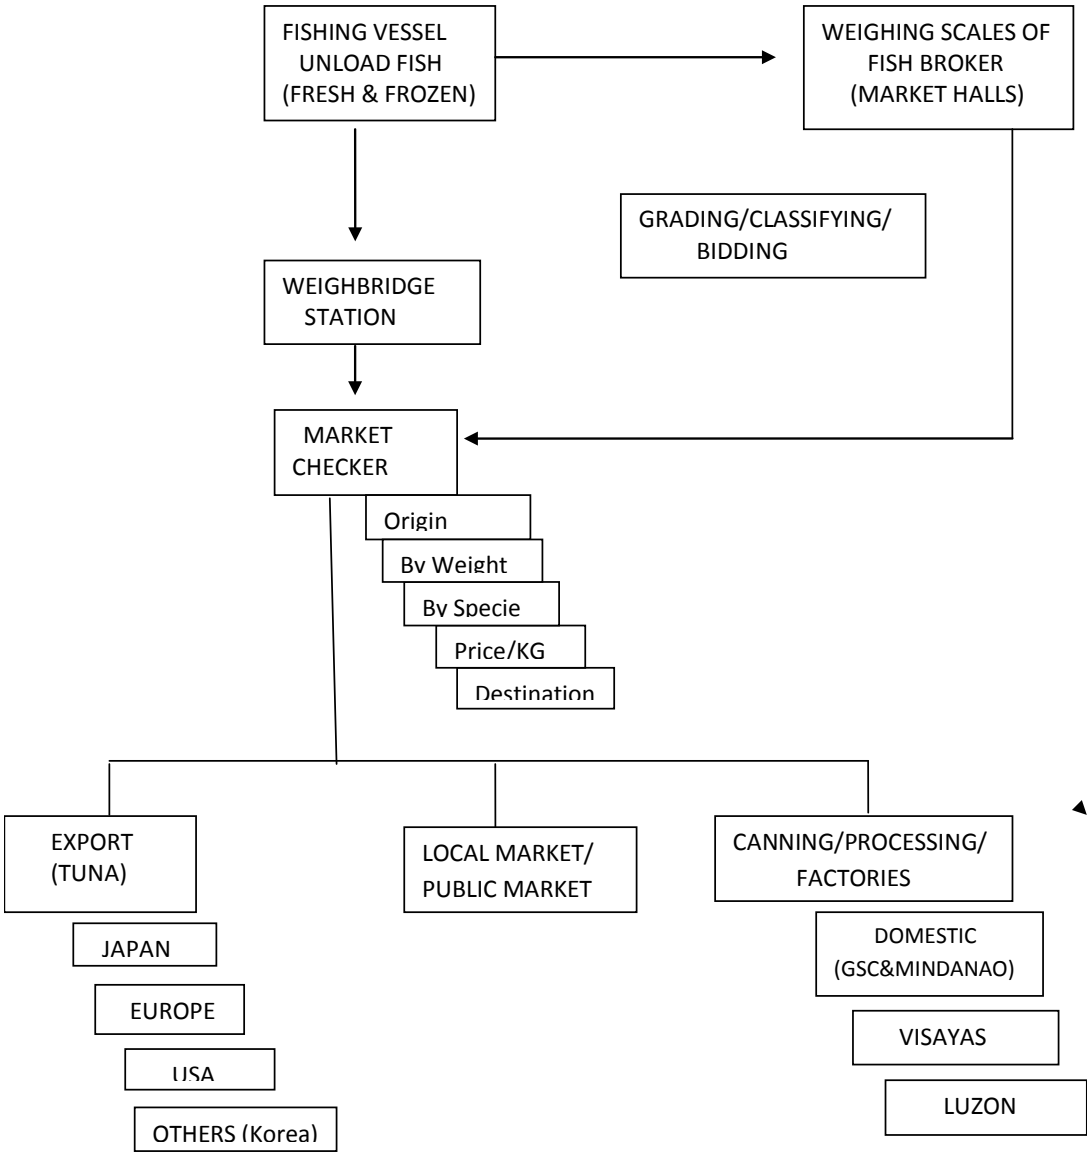 FISHING VESSEL
UNLOAD FISH
(FRESH & FROZEN)
WEIGHING SCALES OF
FISH BROKER
(MARKET HALLS)
GRADING/CLASSIFYING/
BIDDING
WEIGHBRIDGE
STATION
MARKET
CHECKER
Origin
By Weight
By Specie
Price/KG
Destination
EXPORT
(TUNA)
JAPAN
EUROPE
USA
OTHERS (Korea)
LOCAL MARKET/
PUBLIC MARKET
CANNING/PROCESSING/
FACTORIES
DOMESTIC
(GSC&MINDANAO)
VISAYAS
LUZON